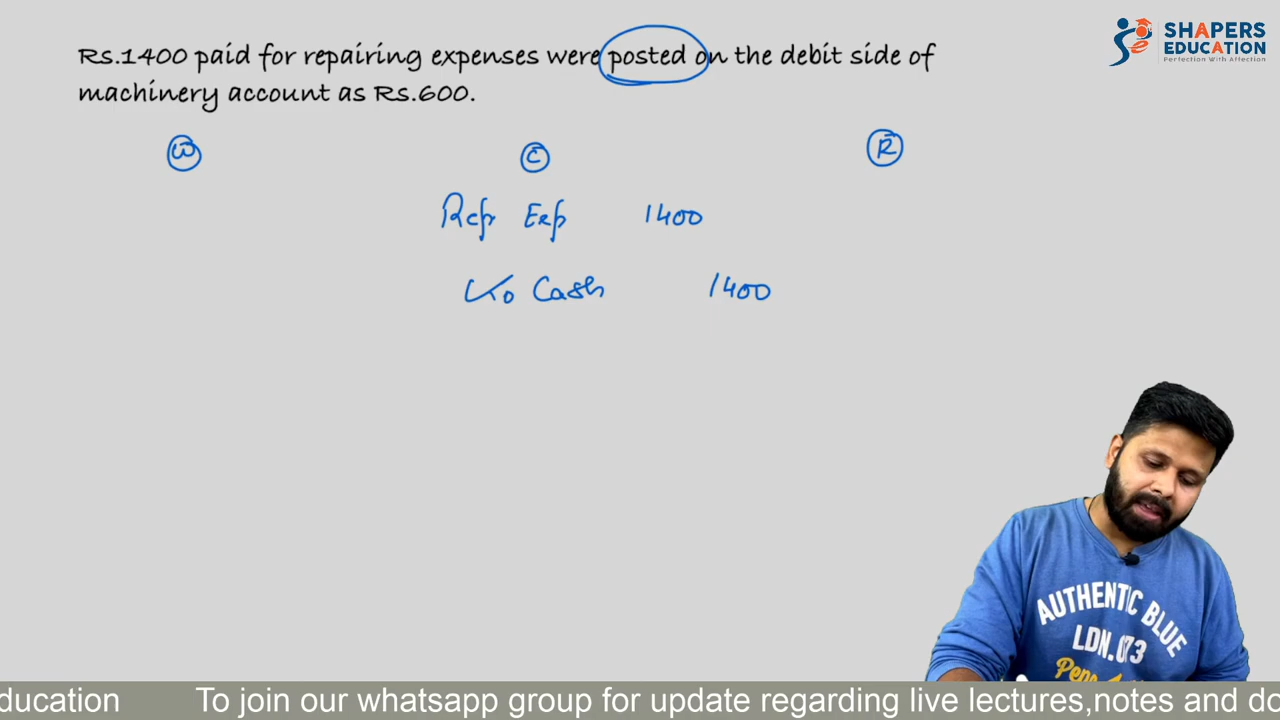 Rs.1400 paid for repairing expenses were posted on the debit side of
machinery account as Rs.600.
SHAPERS
EDUCATION
Perfection With Affection
W
C
R
Rep Exp 1400
To Cash 1400
AUTHENTIC BLUE
LDN.
Pepe
ducation To join our whatsapp group for update regarding live lectures,notes and do